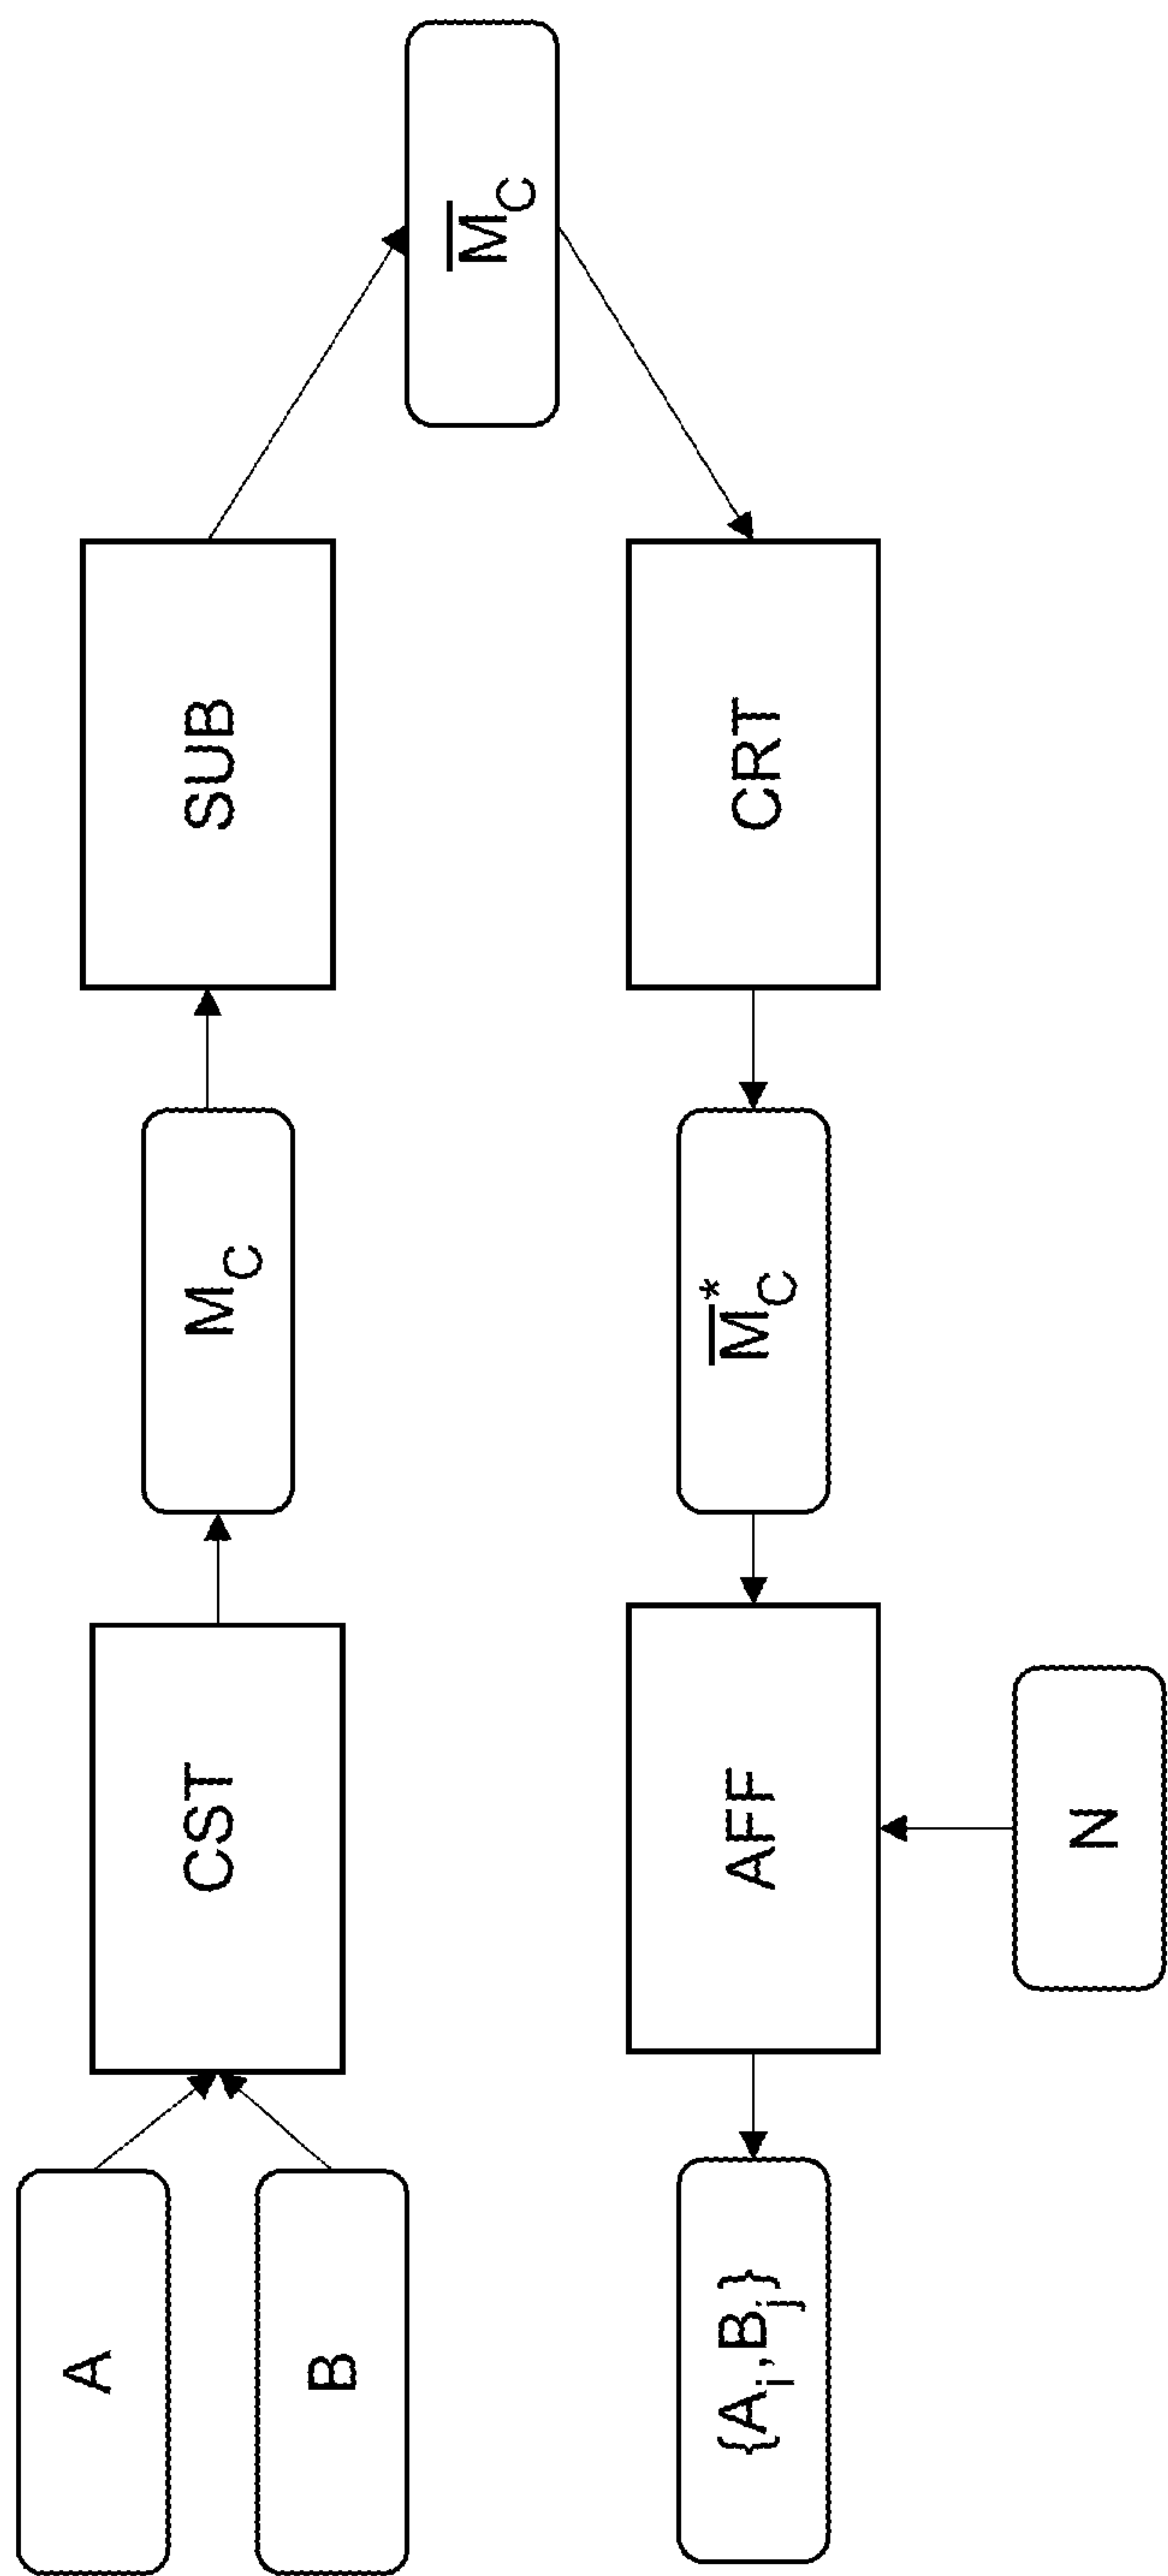 A
B
CST
M_C
SUB
M̅_C
CRT
M̅*_C
AFF
N
{A_i,B_j}